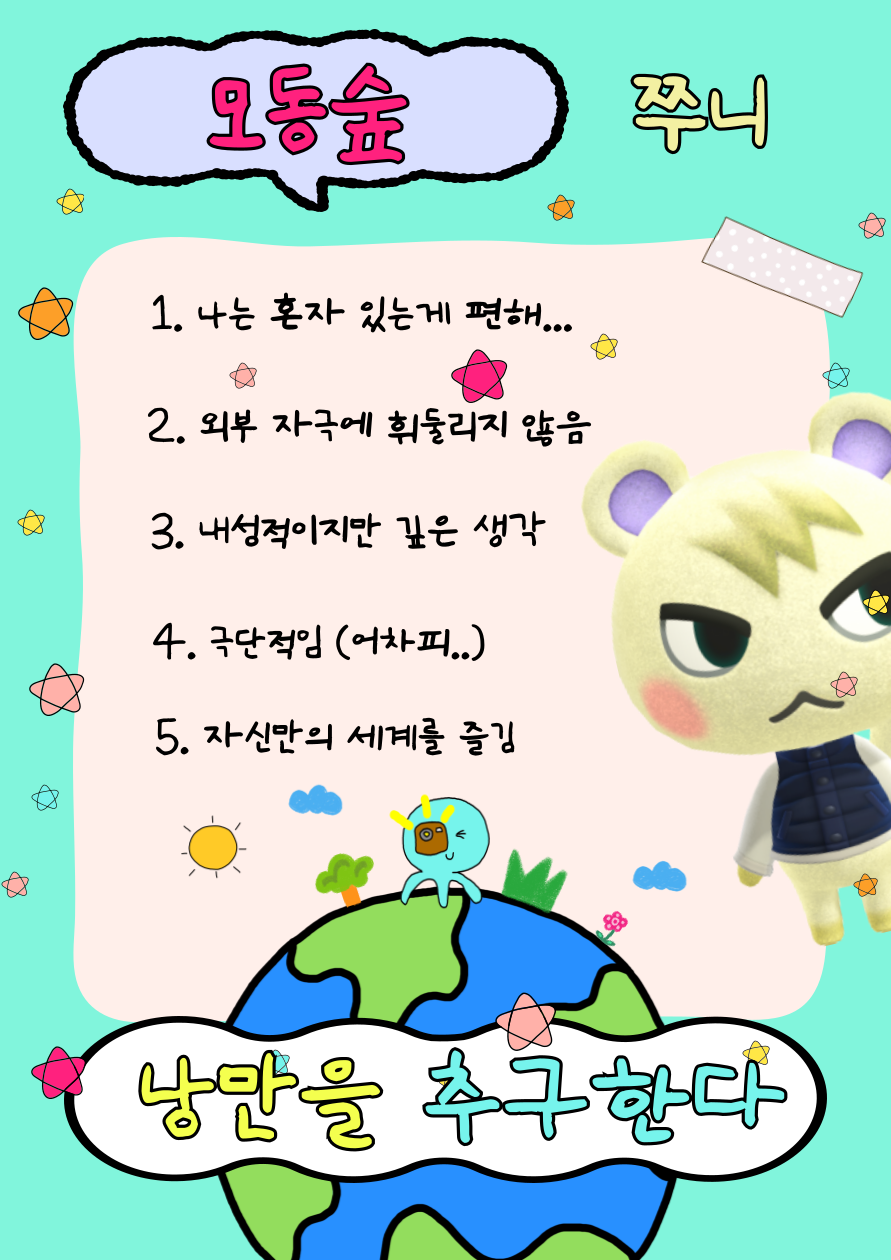 모동숲
쭈니
1. 나는 혼자 있는게 편해...
2. 외부 자극에 휘둘리지 않음
3. 내성적이지만 깊은 생각
4. 극단적임 (어차피..)
5. 자신만의 세계를 즐김
낭만을 추구한다